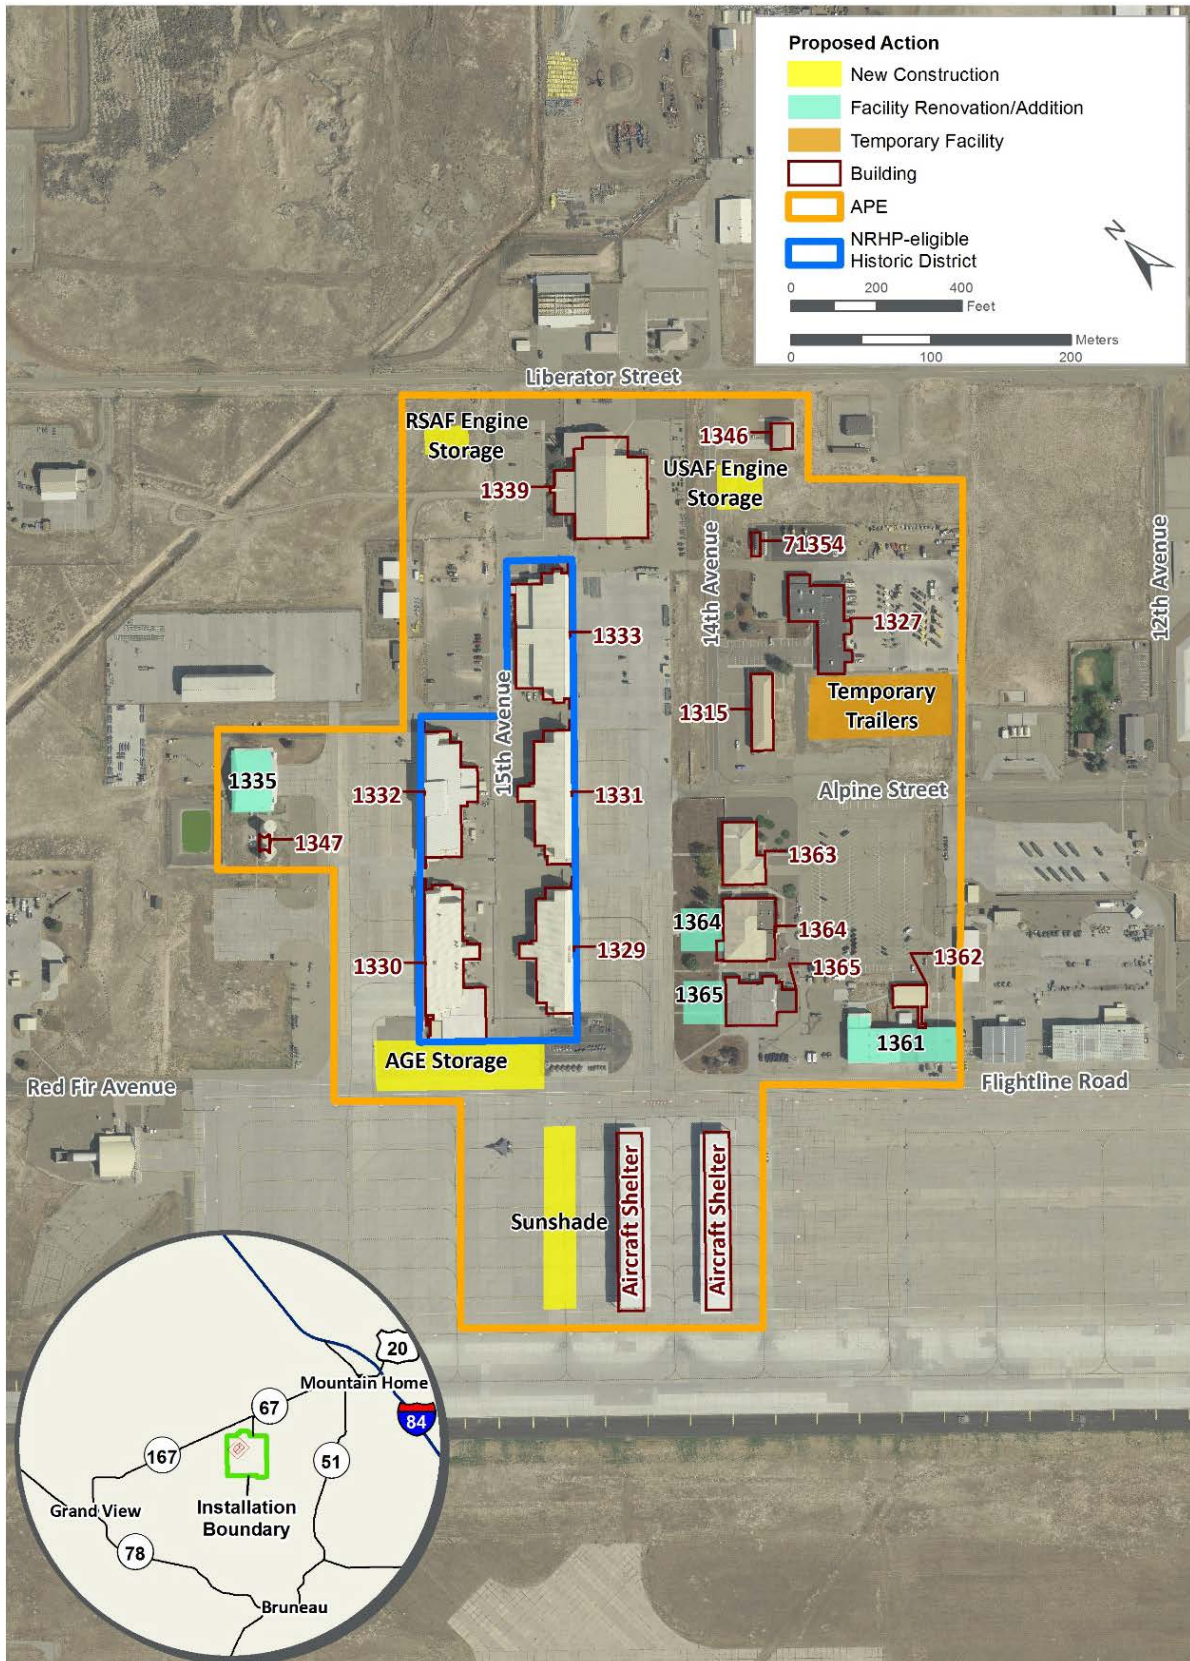 Proposed Action
New Construction
Facility Renovation/Addition
Temporary Facility
Building
APE
NRHP-eligible
Historic District
N
0 200 400
Feet
Meters
0 100 200
Liberator Street
RSAF Engine
Storage
1346
USAF Engine
Storage
1339
71354
14th Avenue
12th Avenue
1327
1333
15th Avenue
Temporary
Trailers
1315
1335
1332
1331
Alpine Street
1347
1363
1364
1364
1330
1329
1365
1362
1365
1361
AGE Storage
Red Fir Avenue
Flightline Road
Sunshade
Aircraft Shelter
Aircraft Shelter
20
Mountain Home
67
84
167
51
Installation
Boundary
Grand View
78
Bruneau